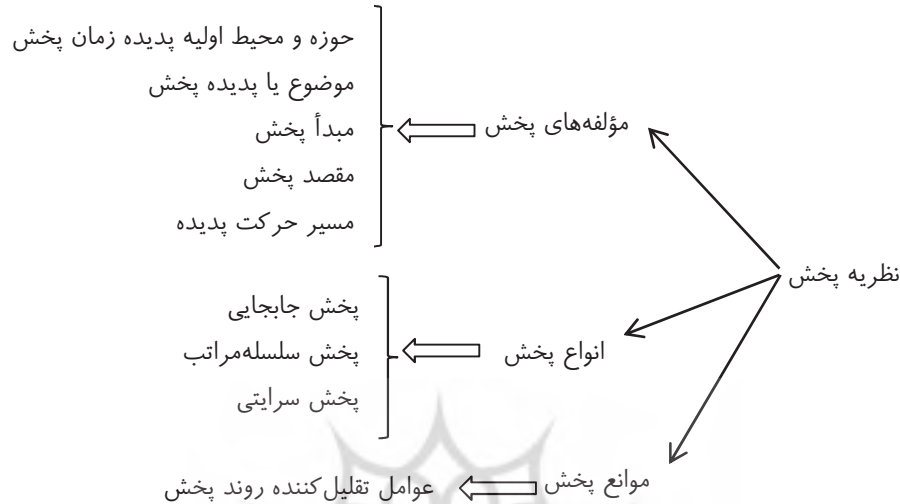 نظریه پخش
مؤلفه‌های پخش
حوزه و محیط اولیه پدیده زمان پخش
موضوع یا پدیده پخش
مبدأ پخش
مقصد پخش
مسیر حرکت پدیده
انواع پخش
پخش جابجایی
پخش سلسله‌مراتب
پخش سرایتی
موانع پخش
عوامل تقلیل‌کننده روند پخش